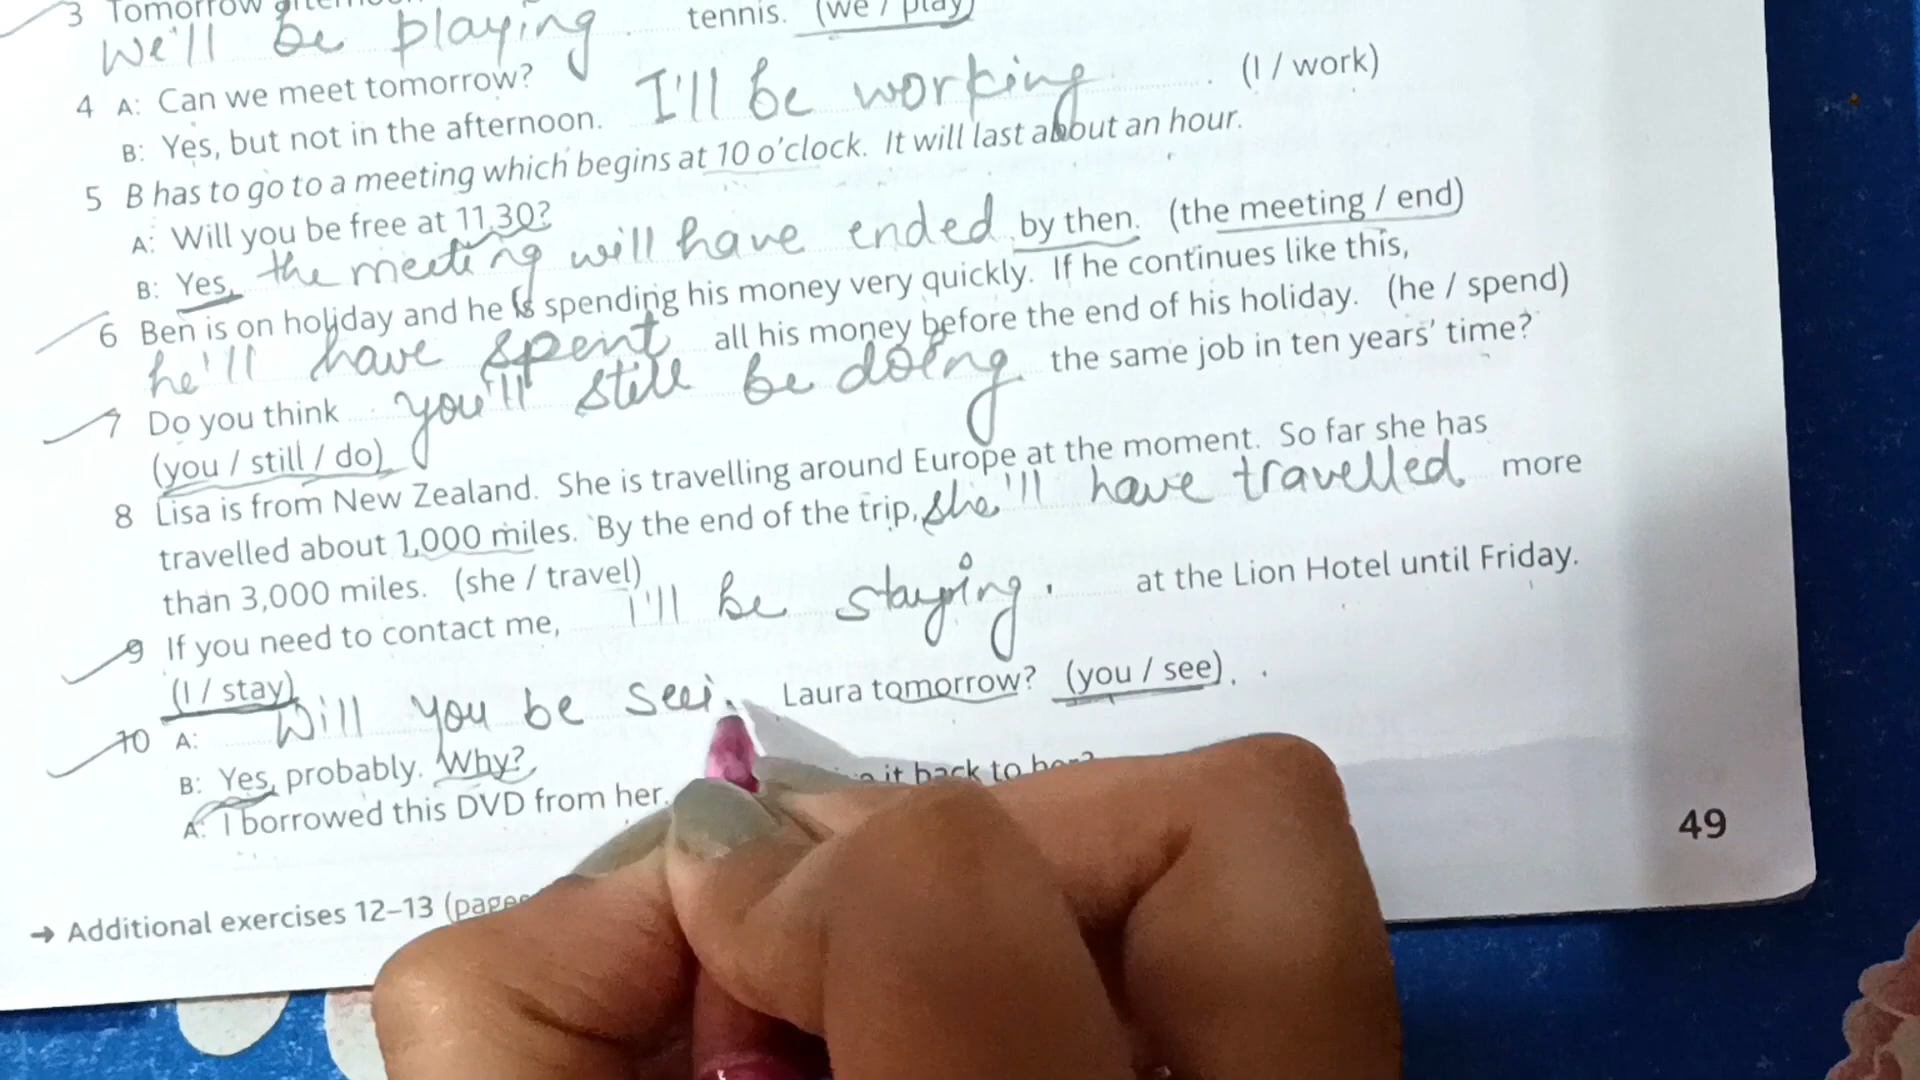 3 Tomorrow afternoon
We'll be playing tennis. (we / play)
4 A: Can we meet tomorrow?
B: Yes, but not in the afternoon. I'll be working . (I / work)
5 B has to go to a meeting which begins at 10 o'clock. It will last about an hour.
A: Will you be free at 11.30?
B: Yes, the meeting will have ended by then. (the meeting / end)
6 Ben is on holiday and he is spending his money very quickly. If he continues like this,
he'll have spent all his money before the end of his holiday. (he / spend)
7 Do you think you'll still be doing the same job in ten years' time?
(you / still / do)
8 Lisa is from New Zealand. She is travelling around Europe at the moment. So far she has
travelled about 1,000 miles. By the end of the trip, she'll have travelled more
than 3,000 miles. (she / travel)
9 If you need to contact me, I'll be staying at the Lion Hotel until Friday.
(I / stay)
10 A: Will you be seei Laura tomorrow? (you / see)
B: Yes, probably. Why?
A: I borrowed this DVD from her. it back to her?
49
→ Additional exercises 12–13 (pages